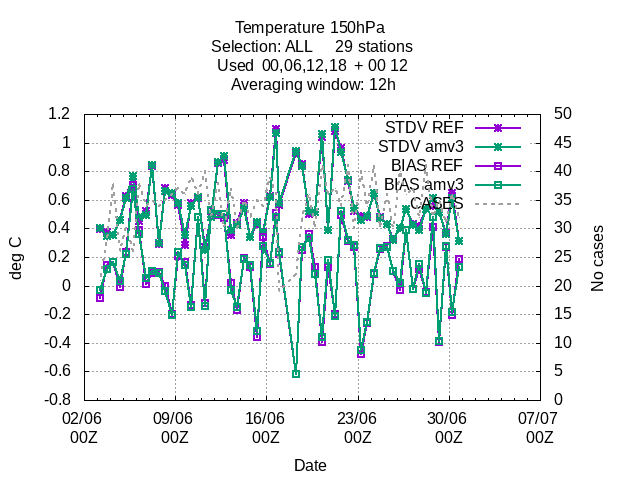 Temperature 150hPa
Selection: ALL 29 stations
Used 00,06,12,18 + 00 12
Averaging window: 12h
1.2
1
0.8
0.6
0.4
0.2
0
-0.2
-0.4
-0.6
-0.8
deg C
STDV REF
STDV amv3
BIAS REF
BIAS amv3
CASES
50
45
40
35
30
25
20
15
10
5
0
No cases
02/06 09/06 16/06 23/06 30/06 07/07
00Z 00Z 00Z 00Z 00Z 00Z
Date